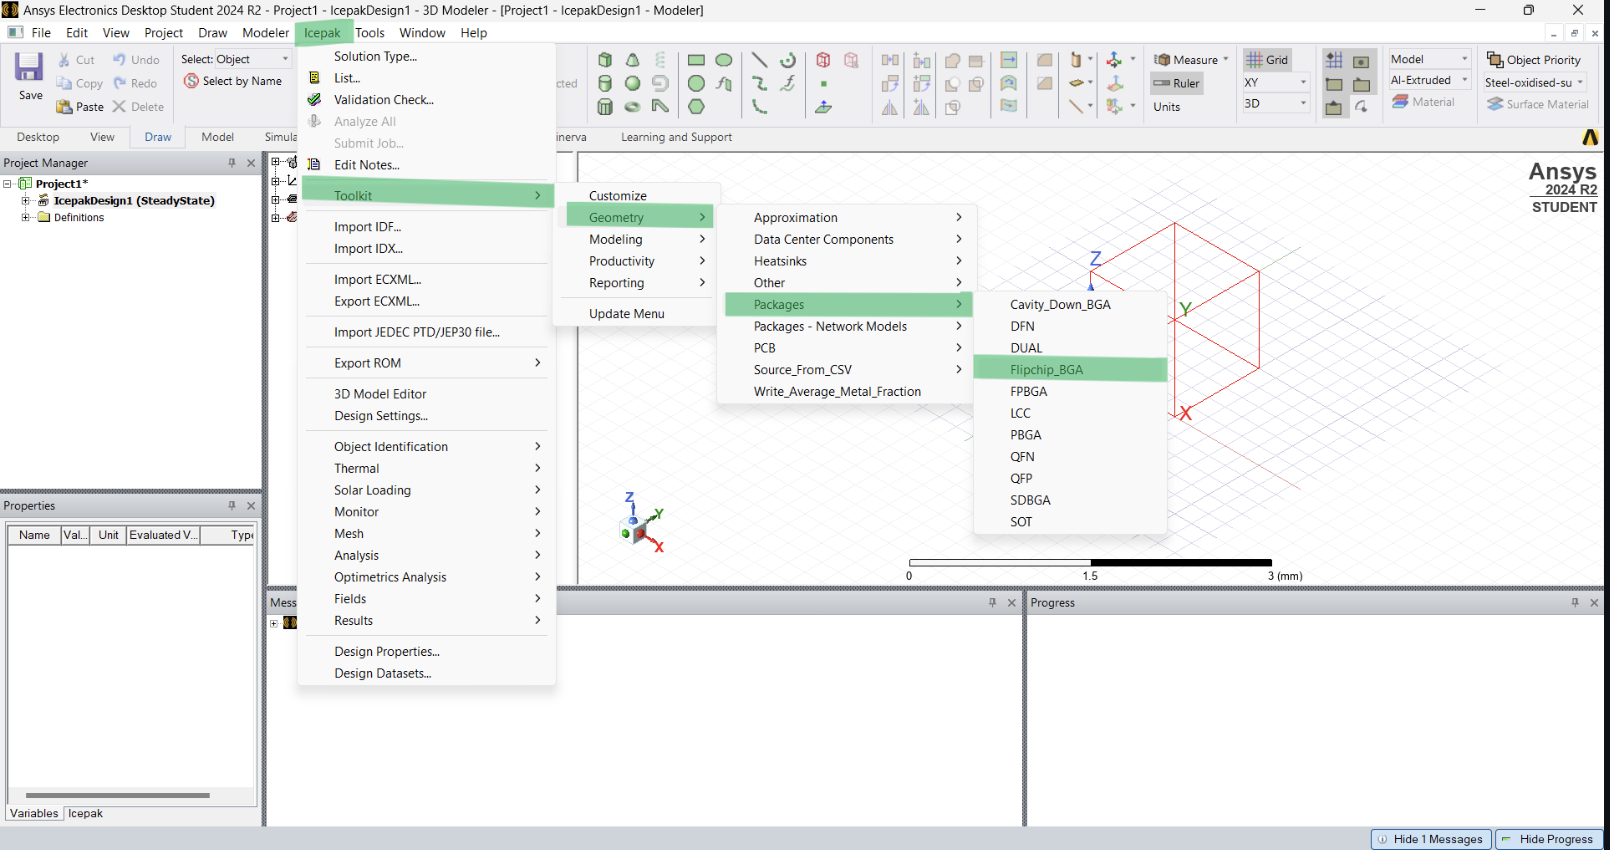 Ansys Electronics Desktop Student 2024 R2 - Project1 - IcepakDesign1 - 3D Modeler - [Project1 - IcepakDesign1 - Modeler]
File Edit View Project Draw Modeler Icepak Tools Window Help
Save
Cut
Undo
Copy
Redo
Paste
Delete
Select: Object
Select by Name
cted
Measure
Ruler
Units
Grid
XY
3D
Model
Al-Extruded
Material
Object Priority
Steel-oxidised-su
Surface Material
Desktop View Draw Model Simula inerva Learning and Support
Project Manager
Project1*
IcepakDesign1 (SteadyState)
Definitions
Solution Type...
List...
Validation Check...
Analyze All
Submit Job...
Edit Notes...
Toolkit
Import IDF...
Import IDX...
Import ECXML...
Export ECXML...
Import JEDEC PTD/JEP30 file...
Export ROM
3D Model Editor
Design Settings...
Object Identification
Thermal
Solar Loading
Monitor
Mesh
Analysis
Optimetrics Analysis
Fields
Results
Design Properties...
Design Datasets...
Customize
Geometry
Modeling
Productivity
Reporting
Update Menu
Approximation
Data Center Components
Heatsinks
Other
Packages
Packages - Network Models
PCB
Source_From_CSV
Write_Average_Metal_Fraction
Cavity_Down_BGA
DFN
DUAL
Flipchip_BGA
FPBGA
LCC
PBGA
QFN
QFP
SDBGA
SOT
Ansys
2024 R2
STUDENT
Z
Y
X
Z
Y
X
0 1.5 3 (mm)
Properties
Name Val... Unit Evaluated V... Type
Variables Icepak
Mess
Progress
Hide 1 Messages Hide Progress